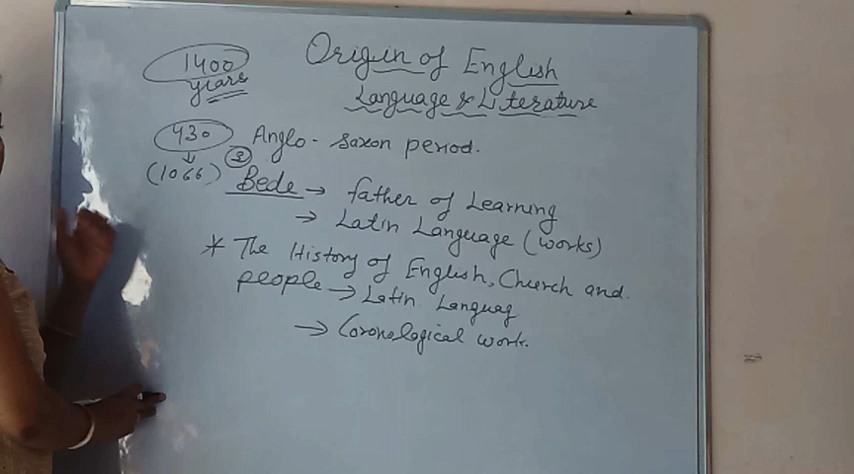 1400
years
Origin of English
Language & Literature
430
Anglo-Saxon period.
(1066)
②
Bede → father of Learning
→ Latin Language (works)
* The History of English, Church and
people → Latin Languag
→ Coronological work.